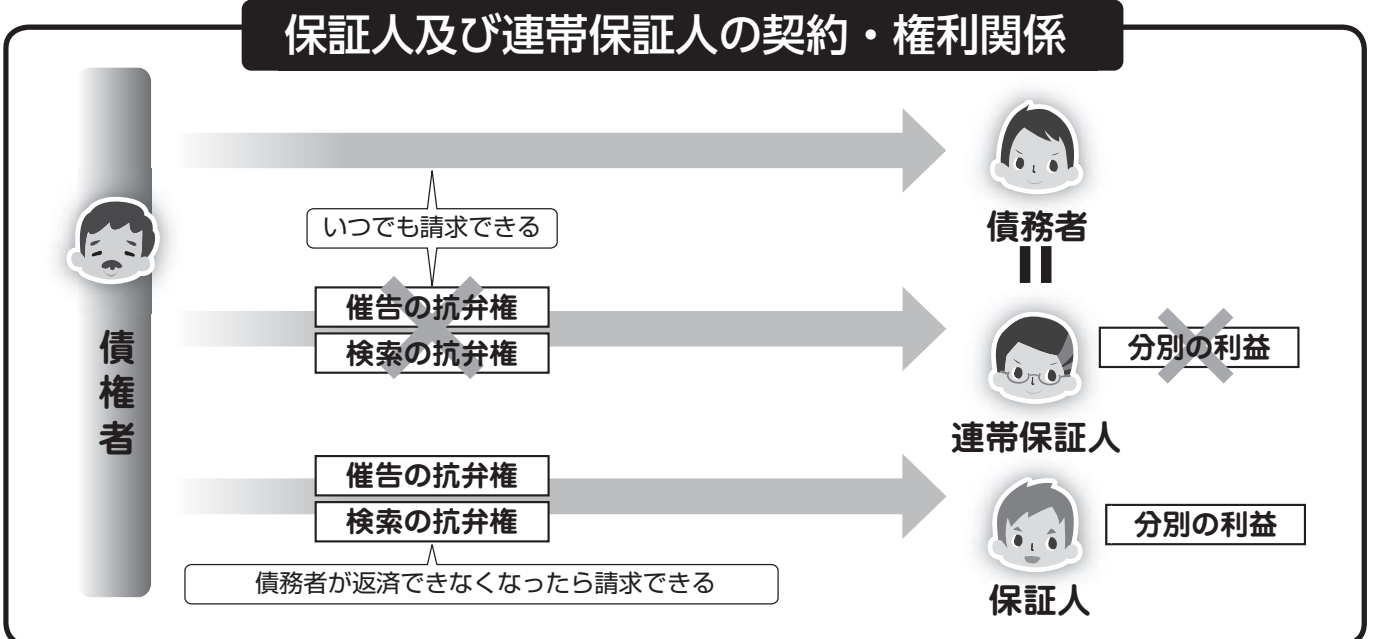 保証人及び連帯保証人の契約・権利関係
債権者
いつでも請求できる
債務者
催告の抗弁権
検索の抗弁権
分別の利益
連帯保証人
催告の抗弁権
検索の抗弁権
分別の利益
債務者が返済できなくなったら請求できる
保証人